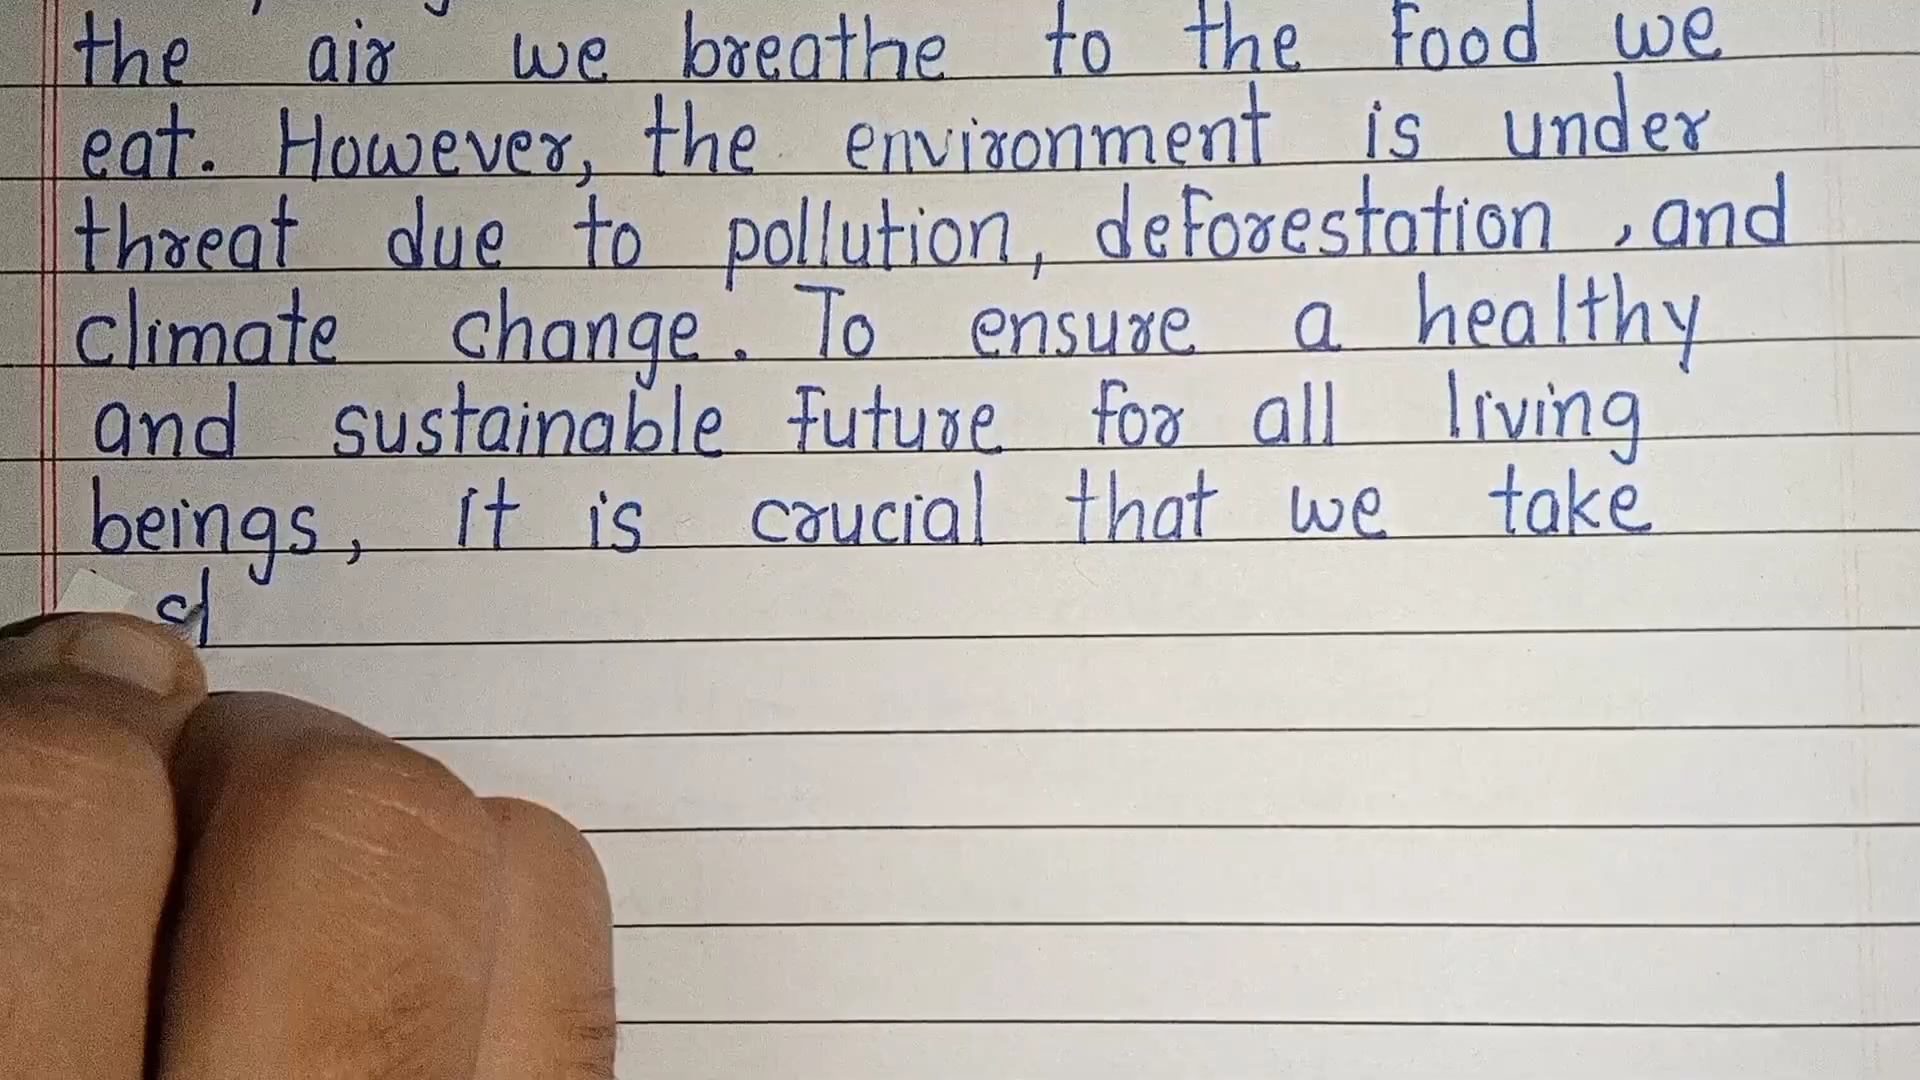 the air we breathe to the food we
eat. However, the environment is under
threat due to pollution, deforestation, and
climate change. To ensure a healthy
and sustainable future for all living
beings, it is crucial that we take